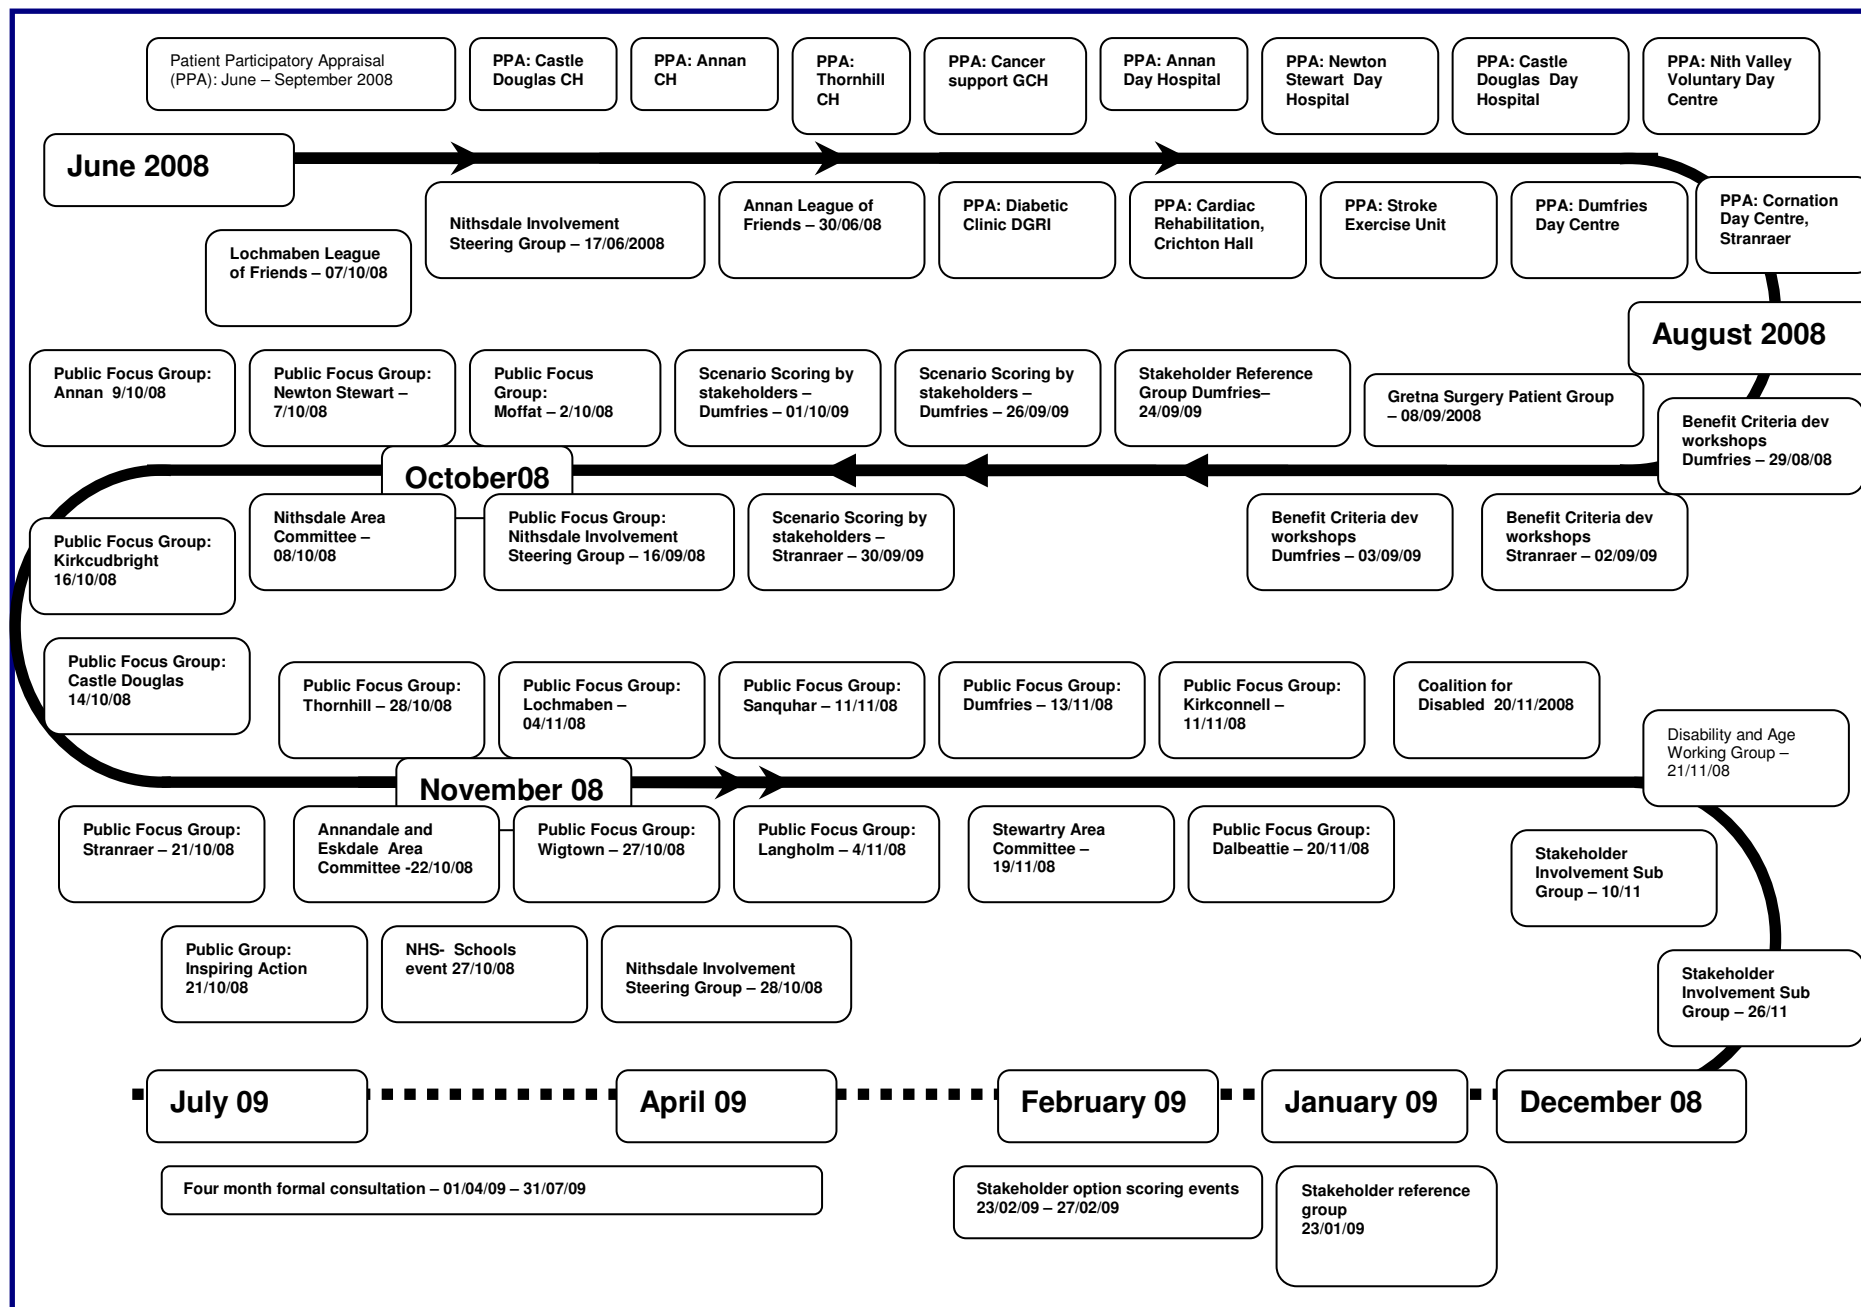 Patient Participatory Appraisal
(PPA): June – September 2008
PPA: Castle
Douglas CH
PPA: Annan
CH
PPA:
Thornhill
CH
PPA: Cancer
support GCH
PPA: Annan
Day Hospital
PPA: Newton
Stewart Day
Hospital
PPA: Castle
Douglas Day
Hospital
PPA: Nith Valley
Voluntary Day
Centre
June 2008
Lochmaben League
of Friends – 07/10/08
Nithsdale Involvement
Steering Group – 17/06/2008
Annan League of
Friends – 30/06/08
PPA: Diabetic
Clinic DGRI
PPA: Cardiac
Rehabilitation,
Crichton Hall
PPA: Stroke
Exercise Unit
PPA: Dumfries
Day Centre
PPA: Cornation
Day Centre,
Stranraer
August 2008
Public Focus Group:
Annan 9/10/08
Public Focus Group:
Newton Stewart –
7/10/08
Public Focus
Group:
Moffat – 2/10/08
Scenario Scoring by
stakeholders –
Dumfries – 01/10/09
Scenario Scoring by
stakeholders –
Dumfries – 26/09/09
Stakeholder Reference
Group Dumfries–
24/09/09
Gretna Surgery Patient Group
– 08/09/2008
Benefit Criteria dev
workshops
Dumfries – 29/08/08
October08
Public Focus Group:
Kirkcudbright
16/10/08
Nithsdale Area
Committee –
08/10/08
Public Focus Group:
Nithsdale Involvement
Steering Group – 16/09/08
Scenario Scoring by
stakeholders –
Stranraer – 30/09/09
Benefit Criteria dev
workshops
Dumfries – 03/09/09
Benefit Criteria dev
workshops
Stranraer – 02/09/09
Public Focus Group:
Castle Douglas
14/10/08
Public Focus Group:
Thornhill – 28/10/08
Public Focus Group:
Lochmaben –
04/11/08
Public Focus Group:
Sanquhar – 11/11/08
Public Focus Group:
Dumfries – 13/11/08
Public Focus Group:
Kirkconnell –
11/11/08
Coalition for
Disabled 20/11/2008
Disability and Age
Working Group –
21/11/08
November 08
Public Focus Group:
Stranraer – 21/10/08
Annandale and
Eskdale Area
Committee -22/10/08
Public Focus Group:
Wigtown – 27/10/08
Public Focus Group:
Langholm – 4/11/08
Stewartry Area
Committee –
19/11/08
Public Focus Group:
Dalbeattie – 20/11/08
Stakeholder
Involvement Sub
Group – 10/11
Public Group:
Inspiring Action
21/10/08
NHS- Schools
event 27/10/08
Nithsdale Involvement
Steering Group – 28/10/08
Stakeholder
Involvement Sub
Group – 26/11
July 09
April 09
February 09
January 09
December 08
Four month formal consultation – 01/04/09 – 31/07/09
Stakeholder option scoring events
23/02/09 – 27/02/09
Stakeholder reference
group
23/01/09